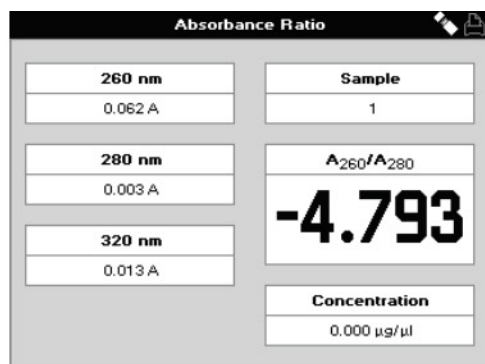 Absorbance Ratio
260 nm
0.062 A
280 nm
0.003 A
320 nm
0.013 A
Sample
1
A260/A280
-4.793
Concentration
0.000 µg/µl